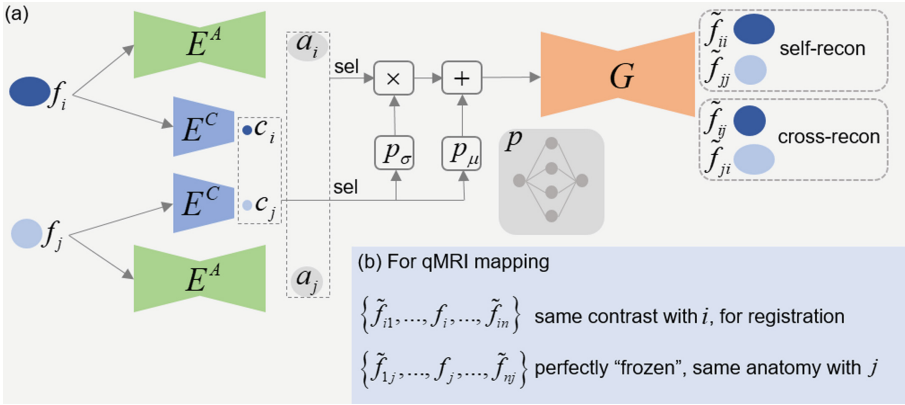 (a)
E^A
a_i
sel
×
+
G
f̃_ii
self-recon
f̃_jj
f_i
E^C
c_i
p_σ
p_μ
p
f̃_ij
cross-recon
f̃_ji
E^C
c_j
sel
f_j
E^A
a_j
(b) For qMRI mapping
{f̃_i1,..., f_i,..., f̃_in} same contrast with i, for registration
{f̃_1j,..., f_j,..., f̃_nj} perfectly “frozen”, same anatomy with j